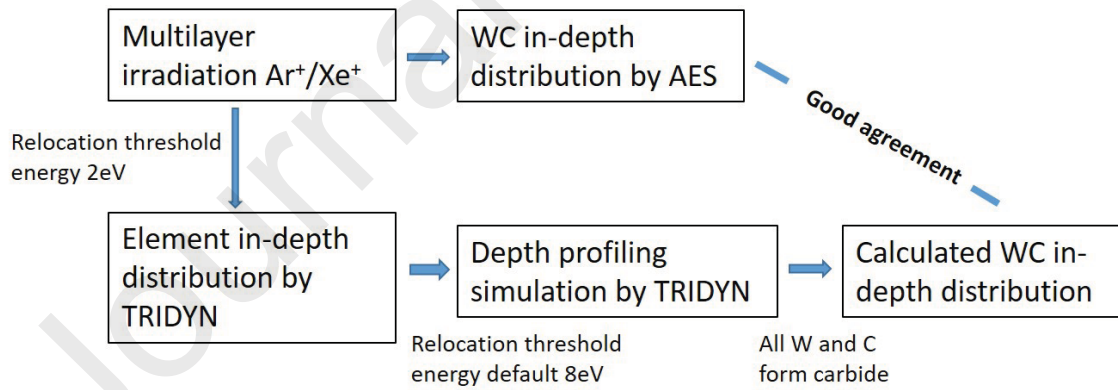 Multilayer
irradiation Ar⁺/Xe⁺
WC in-depth
distribution by AES
Good agreement
Relocation threshold
energy 2eV
Element in-depth
distribution by
TRIDYN
Depth profiling
simulation by TRIDYN
Calculated WC in-
depth distribution
Relocation threshold
energy default 8eV
All W and C
form carbide
Journal